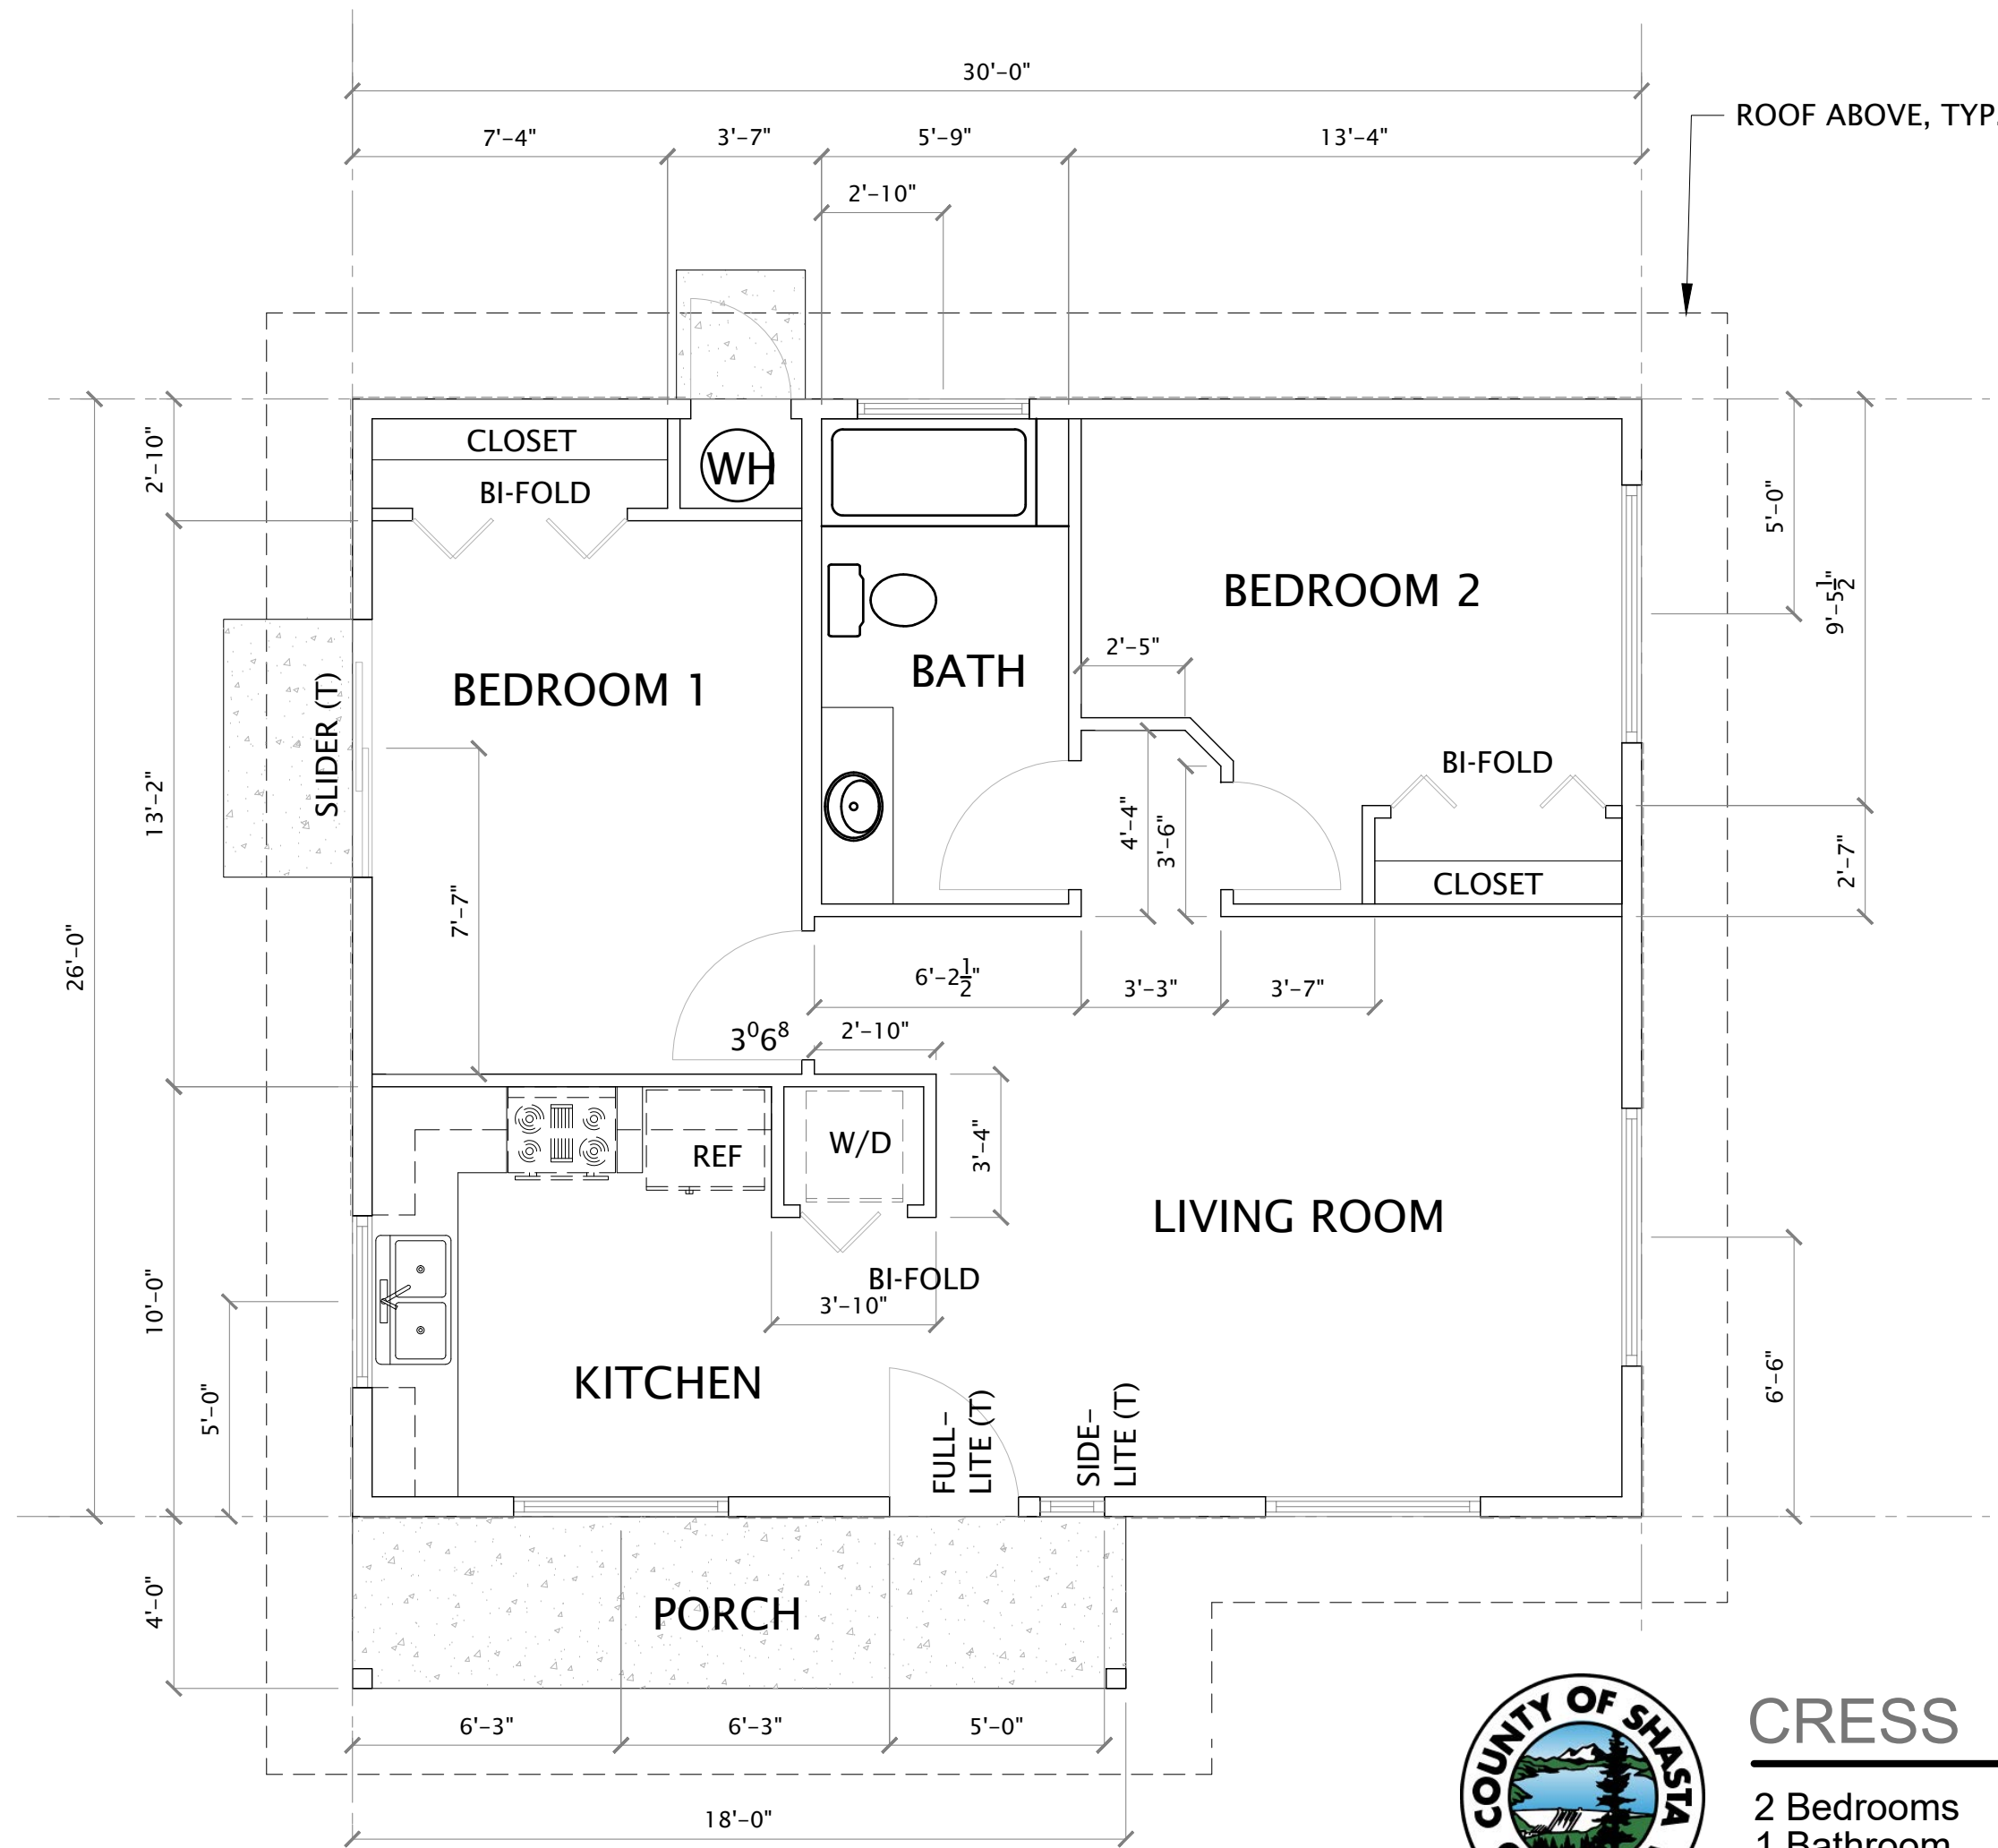 30'-0"
ROOF ABOVE, TYP.
7'-4"
3'-7"
5'-9"
13'-4"
2'-10"
CLOSET
BI-FOLD
WH
2'-10"
5'-0"
9'-5½"
BEDROOM 2
2'-5"
BATH
BEDROOM 1
SLIDER (T)
13'-2"
BI-FOLD
4'-4"
3'-6"
2'-7"
CLOSET
7'-7"
26'-0"
6'-2½"
3'-3"
3'-7"
3⁰6⁸
2'-10"
W/D
REF
3'-4"
LIVING ROOM
BI-FOLD
3'-10"
10'-0"
KITCHEN
5'-0"
6'-6"
FULL-
LITE (T)
SIDE-
LITE (T)
4'-0"
PORCH
6'-3"
6'-3"
5'-0"
18'-0"
COUNTY OF SHASTA
CRESS
2 Bedrooms
1 Bathroom